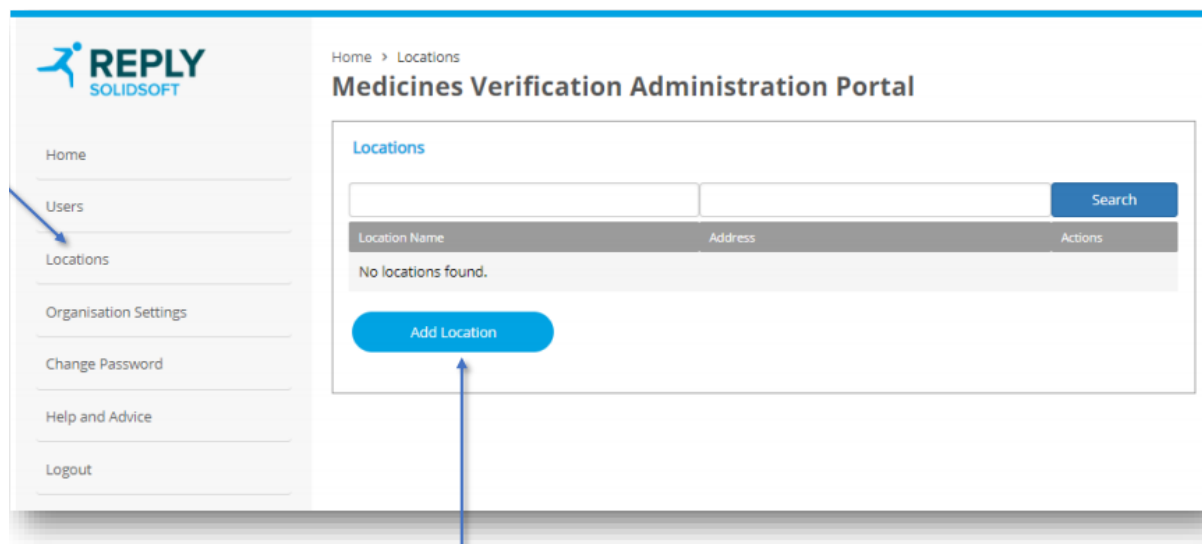 REPLY
SOLIDSOFT
Home
Users
Locations
Organisation Settings
Change Password
Help and Advice
Logout
Home > Locations
Medicines Verification Administration Portal
Locations
Search
Location Name Address Actions
No locations found.
Add Location